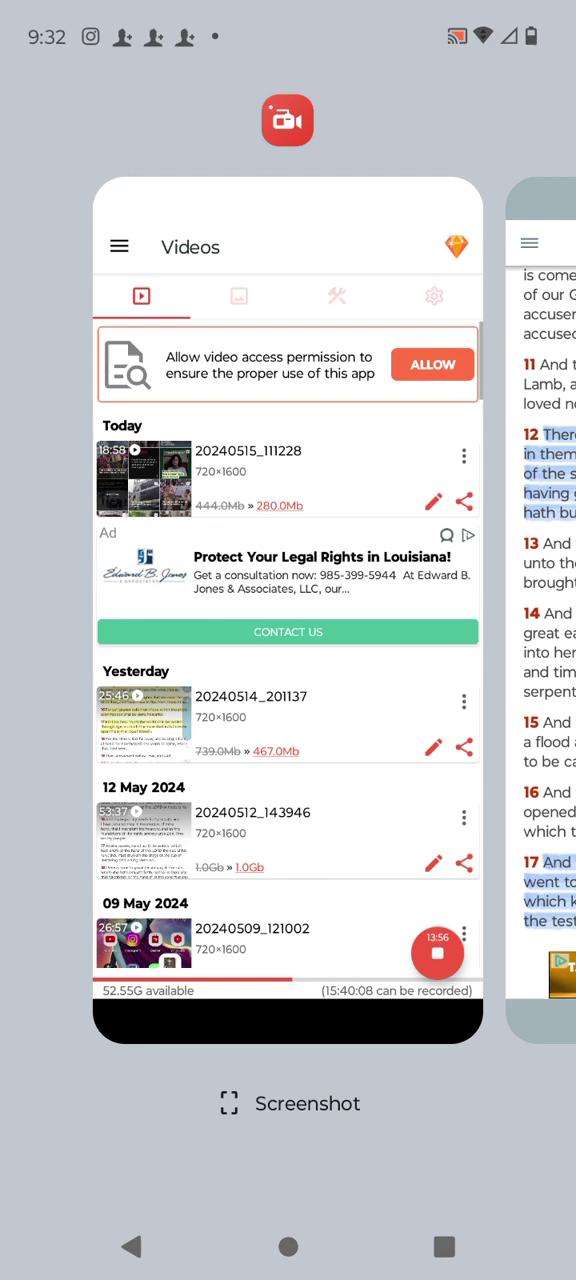 9:32
Videos
Allow video access permission to
ensure the proper use of this app
ALLOW
Today
18:58
20240515_111228
720×1600
444.0Mb » 280.0Mb
Ad
Edward B. Jones
& ASSOCIATES
Protect Your Legal Rights in Louisiana!
Get a consultation now: 985-399-5944 At Edward B.
Jones & Associates, LLC, our...
CONTACT US
Yesterday
25:46
20240514_201137
720×1600
739.0Mb » 467.0Mb
12 May 2024
53:37
20240512_143946
720×1600
1.0Gb » 1.0Gb
09 May 2024
26:57
20240509_121002
720×1600
13:56
52.55G available
(15:40:08 can be recorded)
is come
of our G
accuser
accused
11 And t
Lamb, a
loved no
12 There
in them
of the s
having g
hath bu
13 And
unto the
brought
14 And
great ea
into her
and tim
serpent
15 And
a flood a
to be ca
16 And
opened
which t
17 And
went to
which k
the test
Screenshot